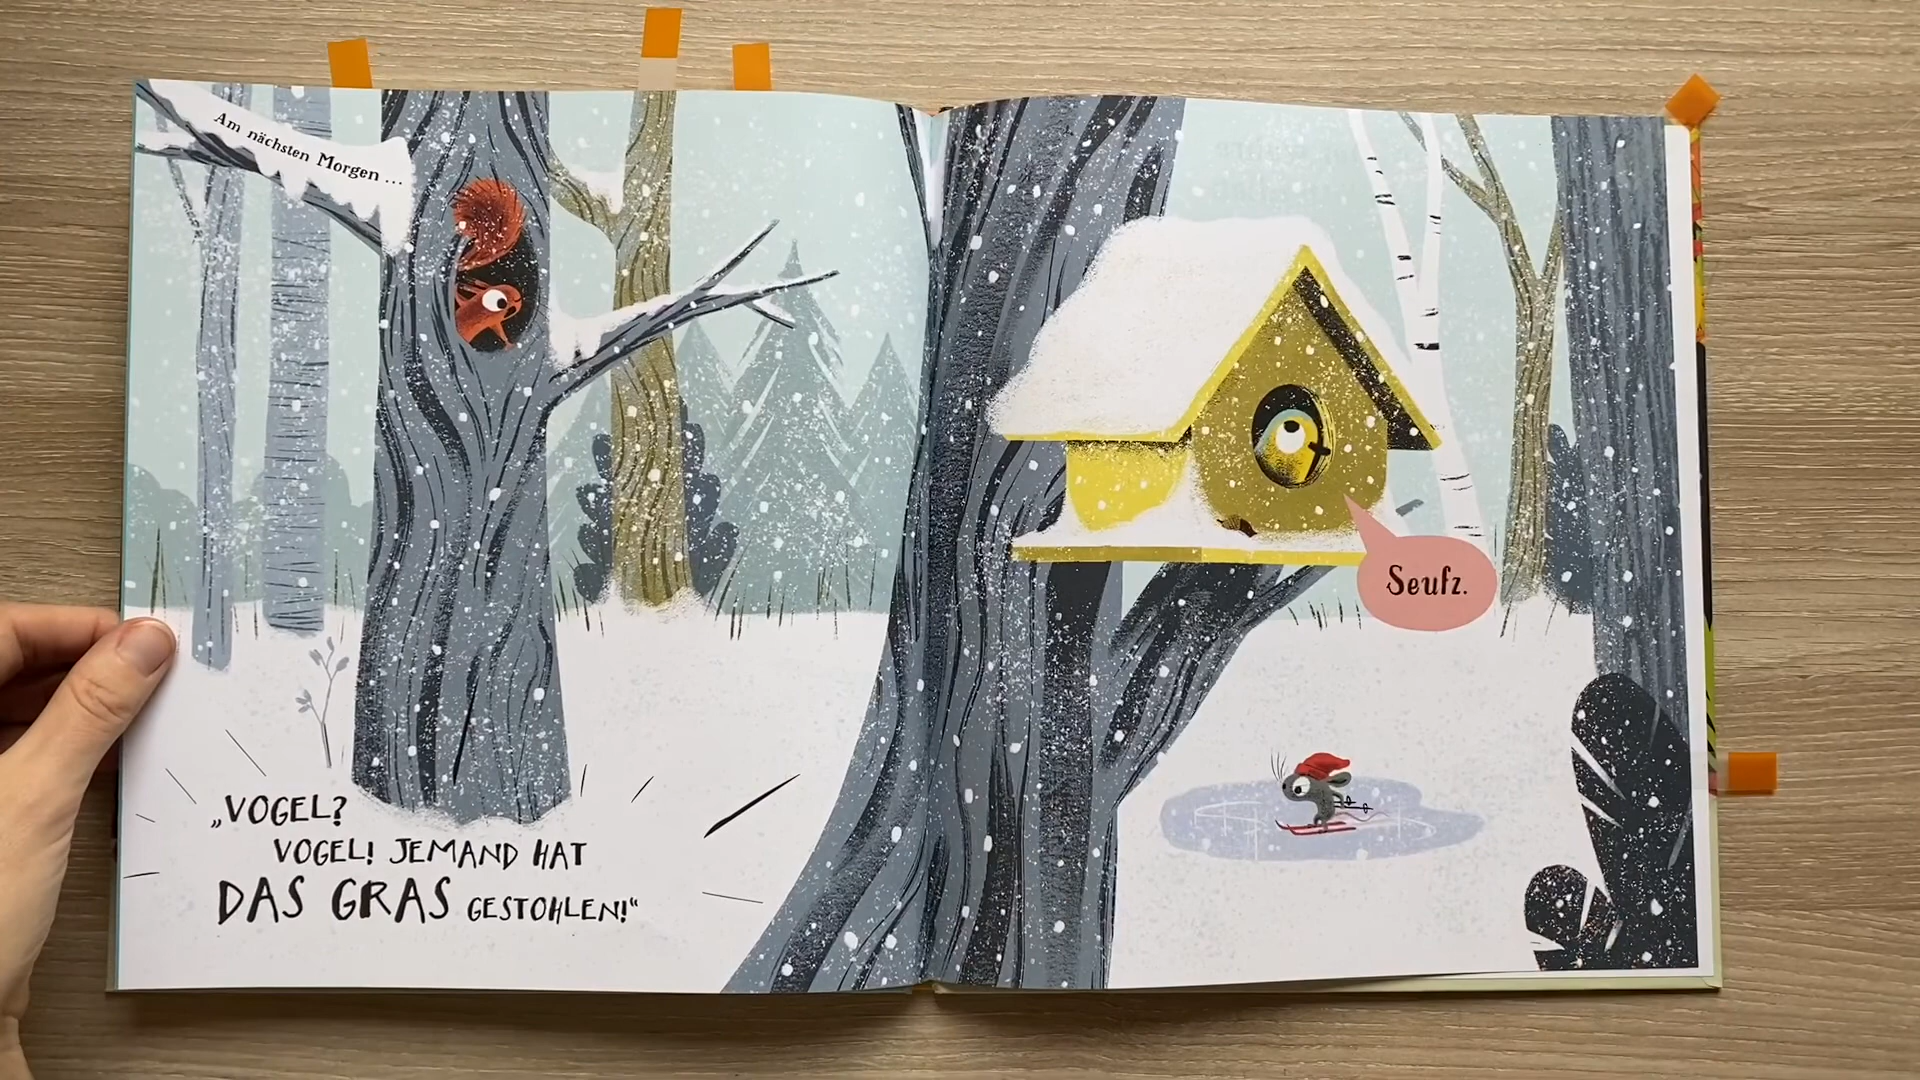 Am nächsten Morgen ...
„VOGEL?
VOGEL! JEMAND HAT
DAS GRAS GESTOHLEN!“
Seufz.